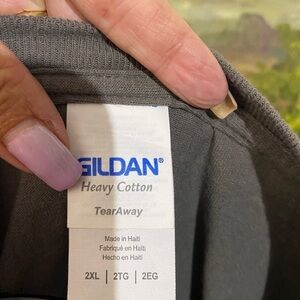 GILDAN®
Heavy Cotton
TearAway
Made in Haiti
Fabriqué en Haïti
Hecho en Haití
2XL | 2TG | 2EG